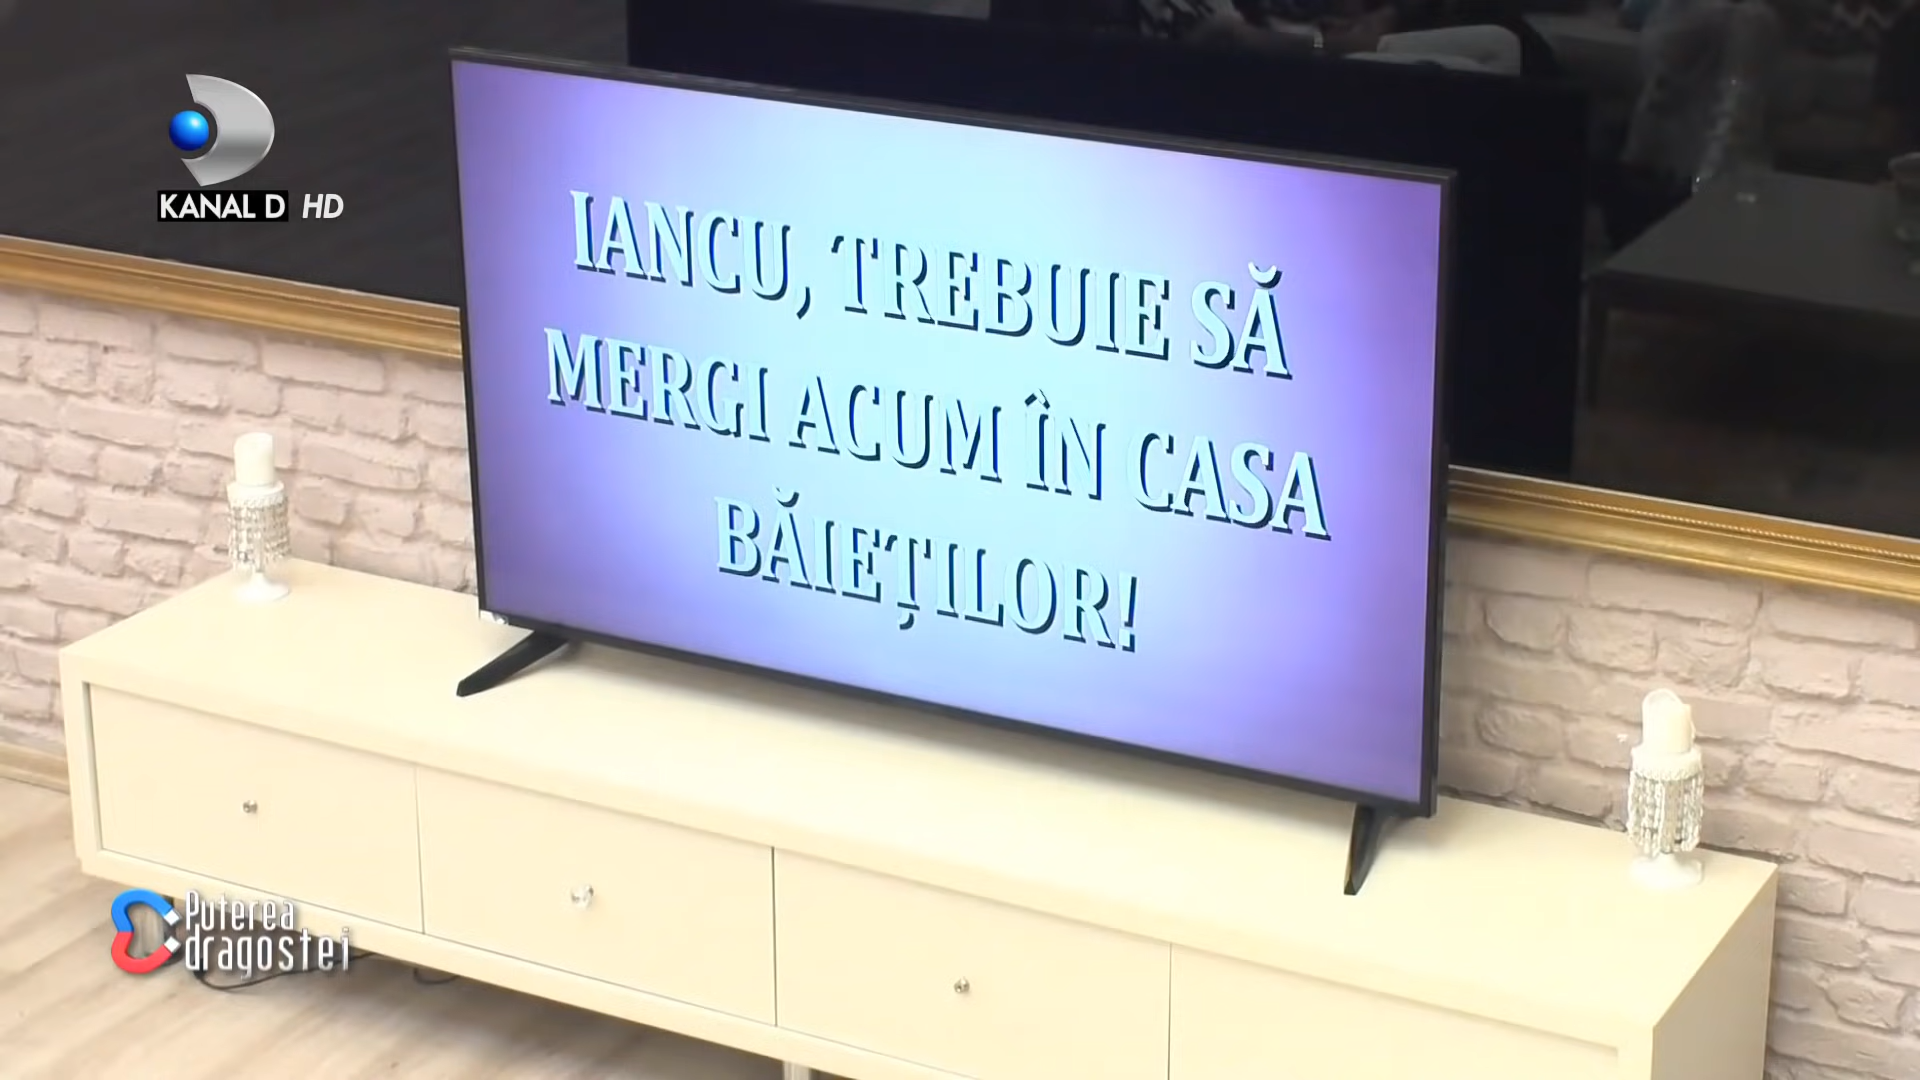 KANAL D HD
IANCU, TREBUIE SĂ
MERGI ACUM ÎN CASA
BĂIEȚILOR!
Puterea
dragostei